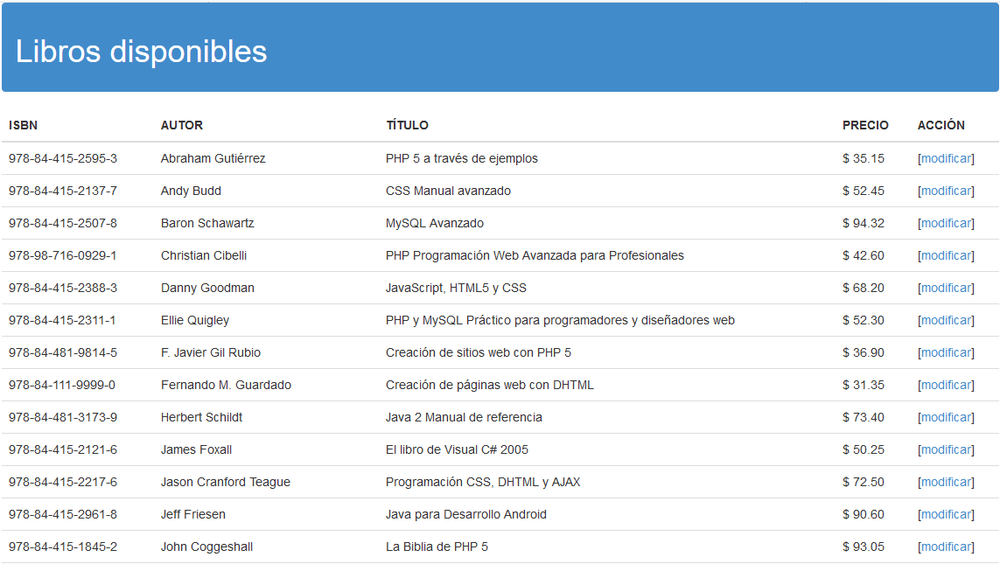 Libros disponibles
ISBN AUTOR TÍTULO PRECIO ACCIÓN
978-84-415-2595-3 Abraham Gutiérrez PHP 5 a través de ejemplos $ 35.15 [modificar]
978-84-415-2137-7 Andy Budd CSS Manual avanzado $ 52.45 [modificar]
978-84-415-2507-8 Baron Schawartz MySQL Avanzado $ 94.32 [modificar]
978-98-716-0929-1 Christian Cibelli PHP Programación Web Avanzada para Profesionales $ 42.60 [modificar]
978-84-415-2388-3 Danny Goodman JavaScript, HTML5 y CSS $ 68.20 [modificar]
978-84-415-2311-1 Ellie Quigley PHP y MySQL Práctico para programadores y diseñadores web $ 52.30 [modificar]
978-84-481-9814-5 F. Javier Gil Rubio Creación de sitios web con PHP 5 $ 36.90 [modificar]
978-84-111-9999-0 Fernando M. Guardado Creación de páginas web con DHTML $ 31.35 [modificar]
978-84-481-3173-9 Herbert Schildt Java 2 Manual de referencia $ 73.40 [modificar]
978-84-415-2121-6 James Foxall El libro de Visual C# 2005 $ 50.25 [modificar]
978-84-415-2217-6 Jason Cranford Teague Programación CSS, DHTML y AJAX $ 72.50 [modificar]
978-84-415-2961-8 Jeff Friesen Java para Desarrollo Android $ 90.60 [modificar]
978-84-415-1845-2 John Coggeshall La Biblia de PHP 5 $ 93.05 [modificar]